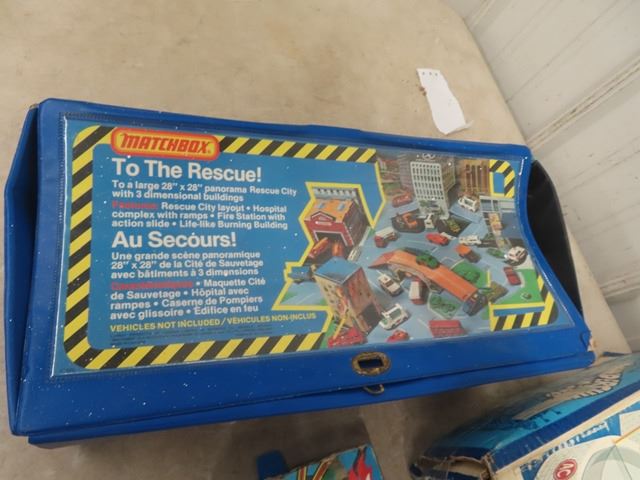 MATCHBOX
To The Rescue!
To a large 28" x 28" panorama Rescue City
with 3 dimensional buildings
Features: Rescue City layout • Hospital
complex with ramps • Fire Station with
action slide • Life-like Burning Building
Au Secours!
Une grande scène panoramique
28" x 28" de la Cité de Sauvetage
avec bâtiments à 3 dimensions
Caractéristiques • Maquette Cité
de Sauvetage • Hôpital avec
rampes • Caserne de Pompiers
avec glissoire • Edifice en feu
VEHICLES NOT INCLUDED / VÉHICULES NON-INCLUS
AC